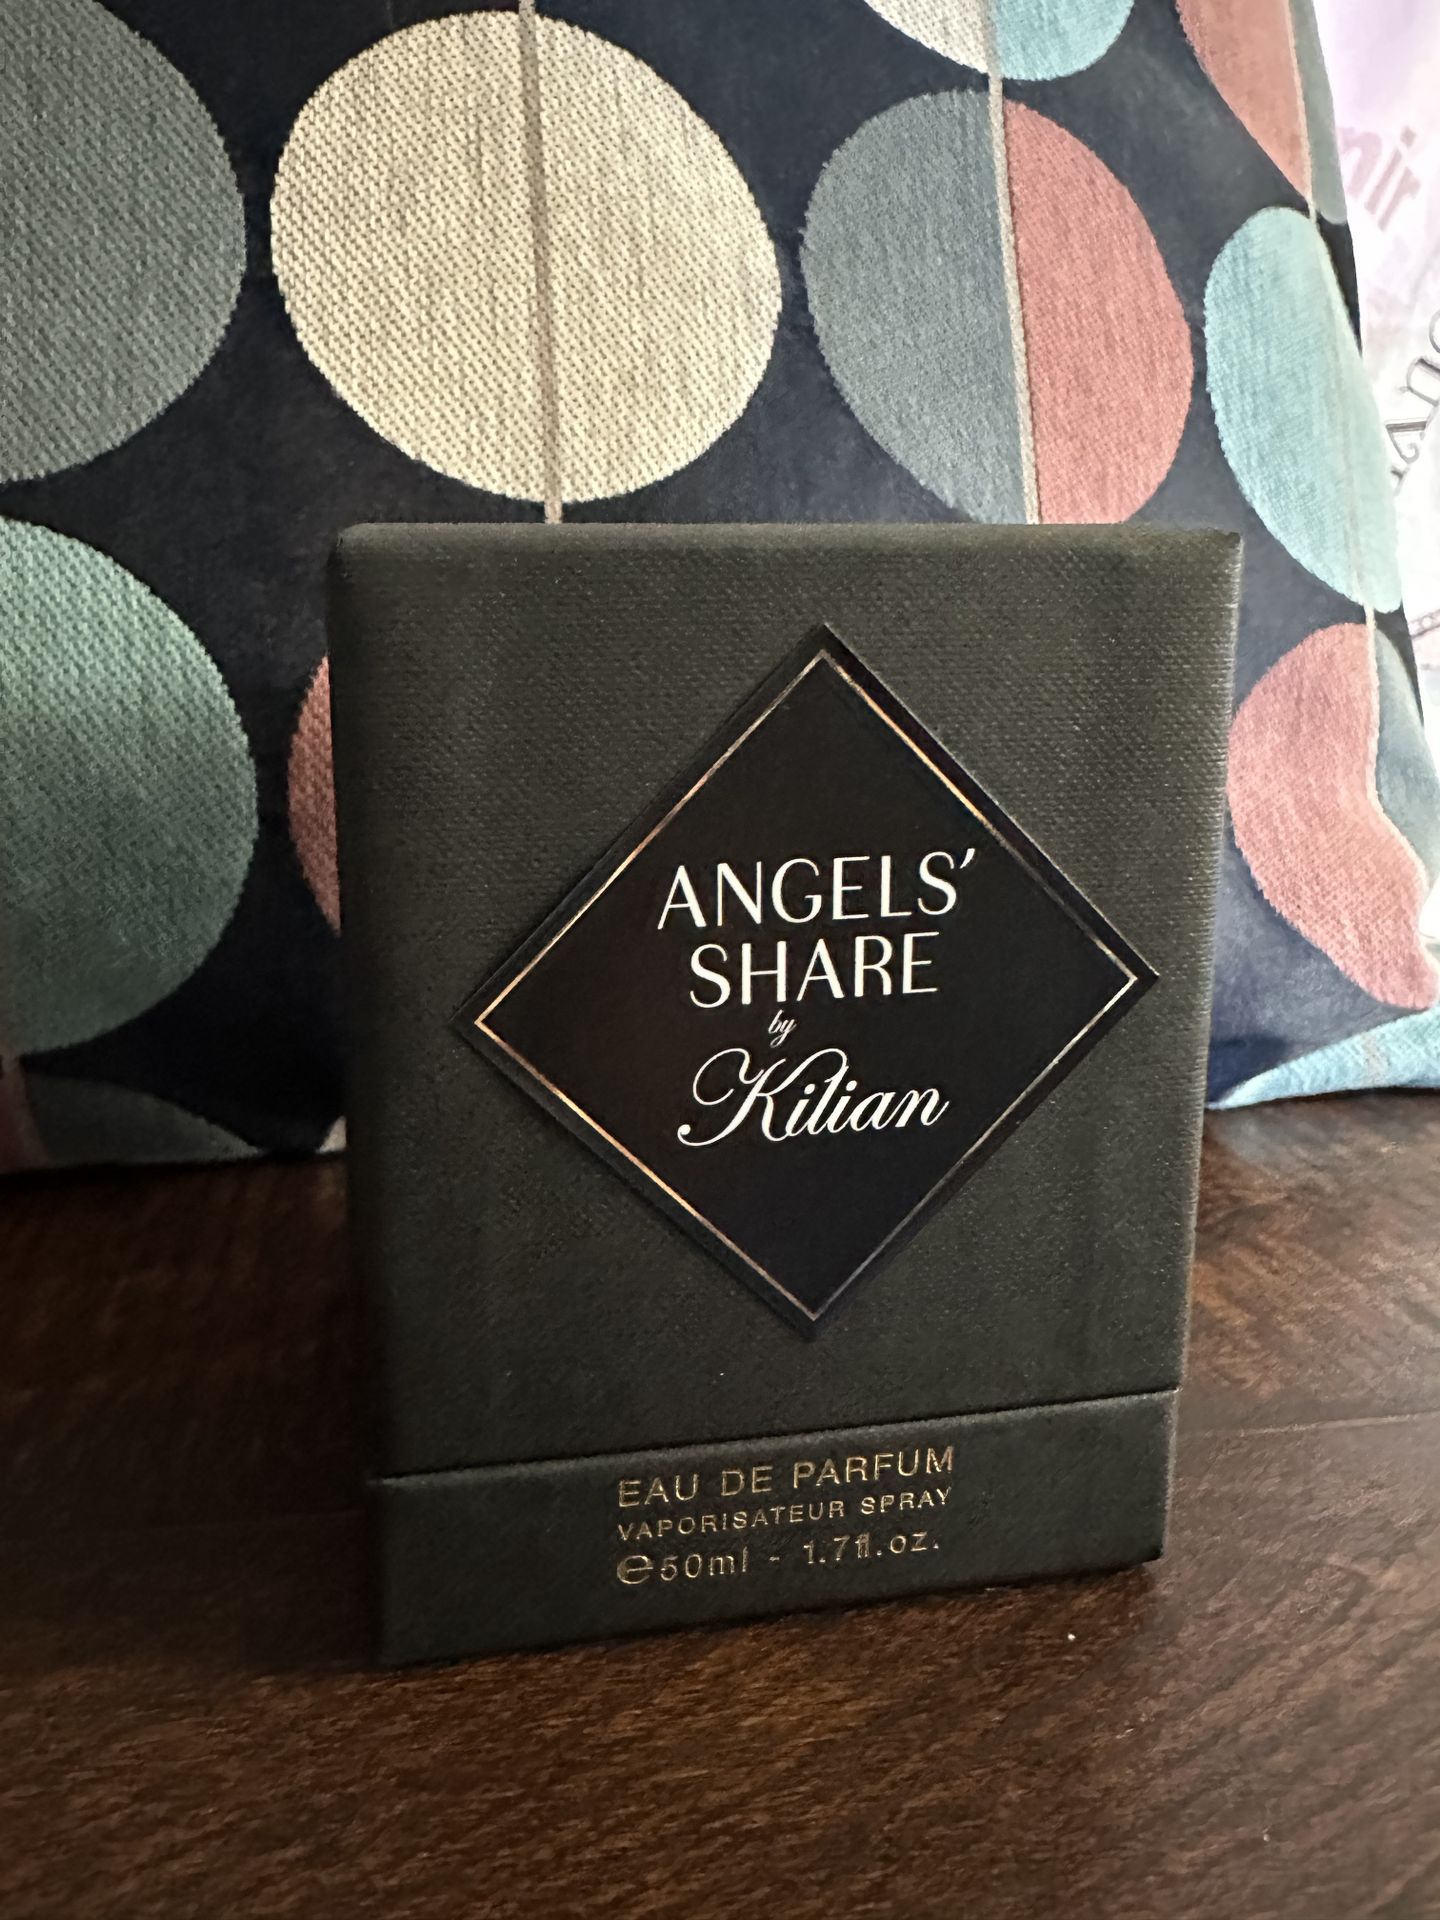 ANGELS'
SHARE
by
Kilian
EAU DE PARFUM
VAPORISATEUR SPRAY
℮50ml - 1.7fl.oz.